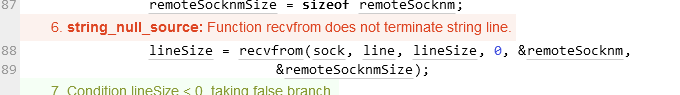 87 remoteSocknmSize = sizeof remoteSocknm;
6. string_null_source: Function recvfrom does not terminate string line.
88 lineSize = recvfrom(sock, line, lineSize, 0, &remoteSocknm,
89 &remoteSocknmSize);
7. Condition lineSize < 0, taking false branch